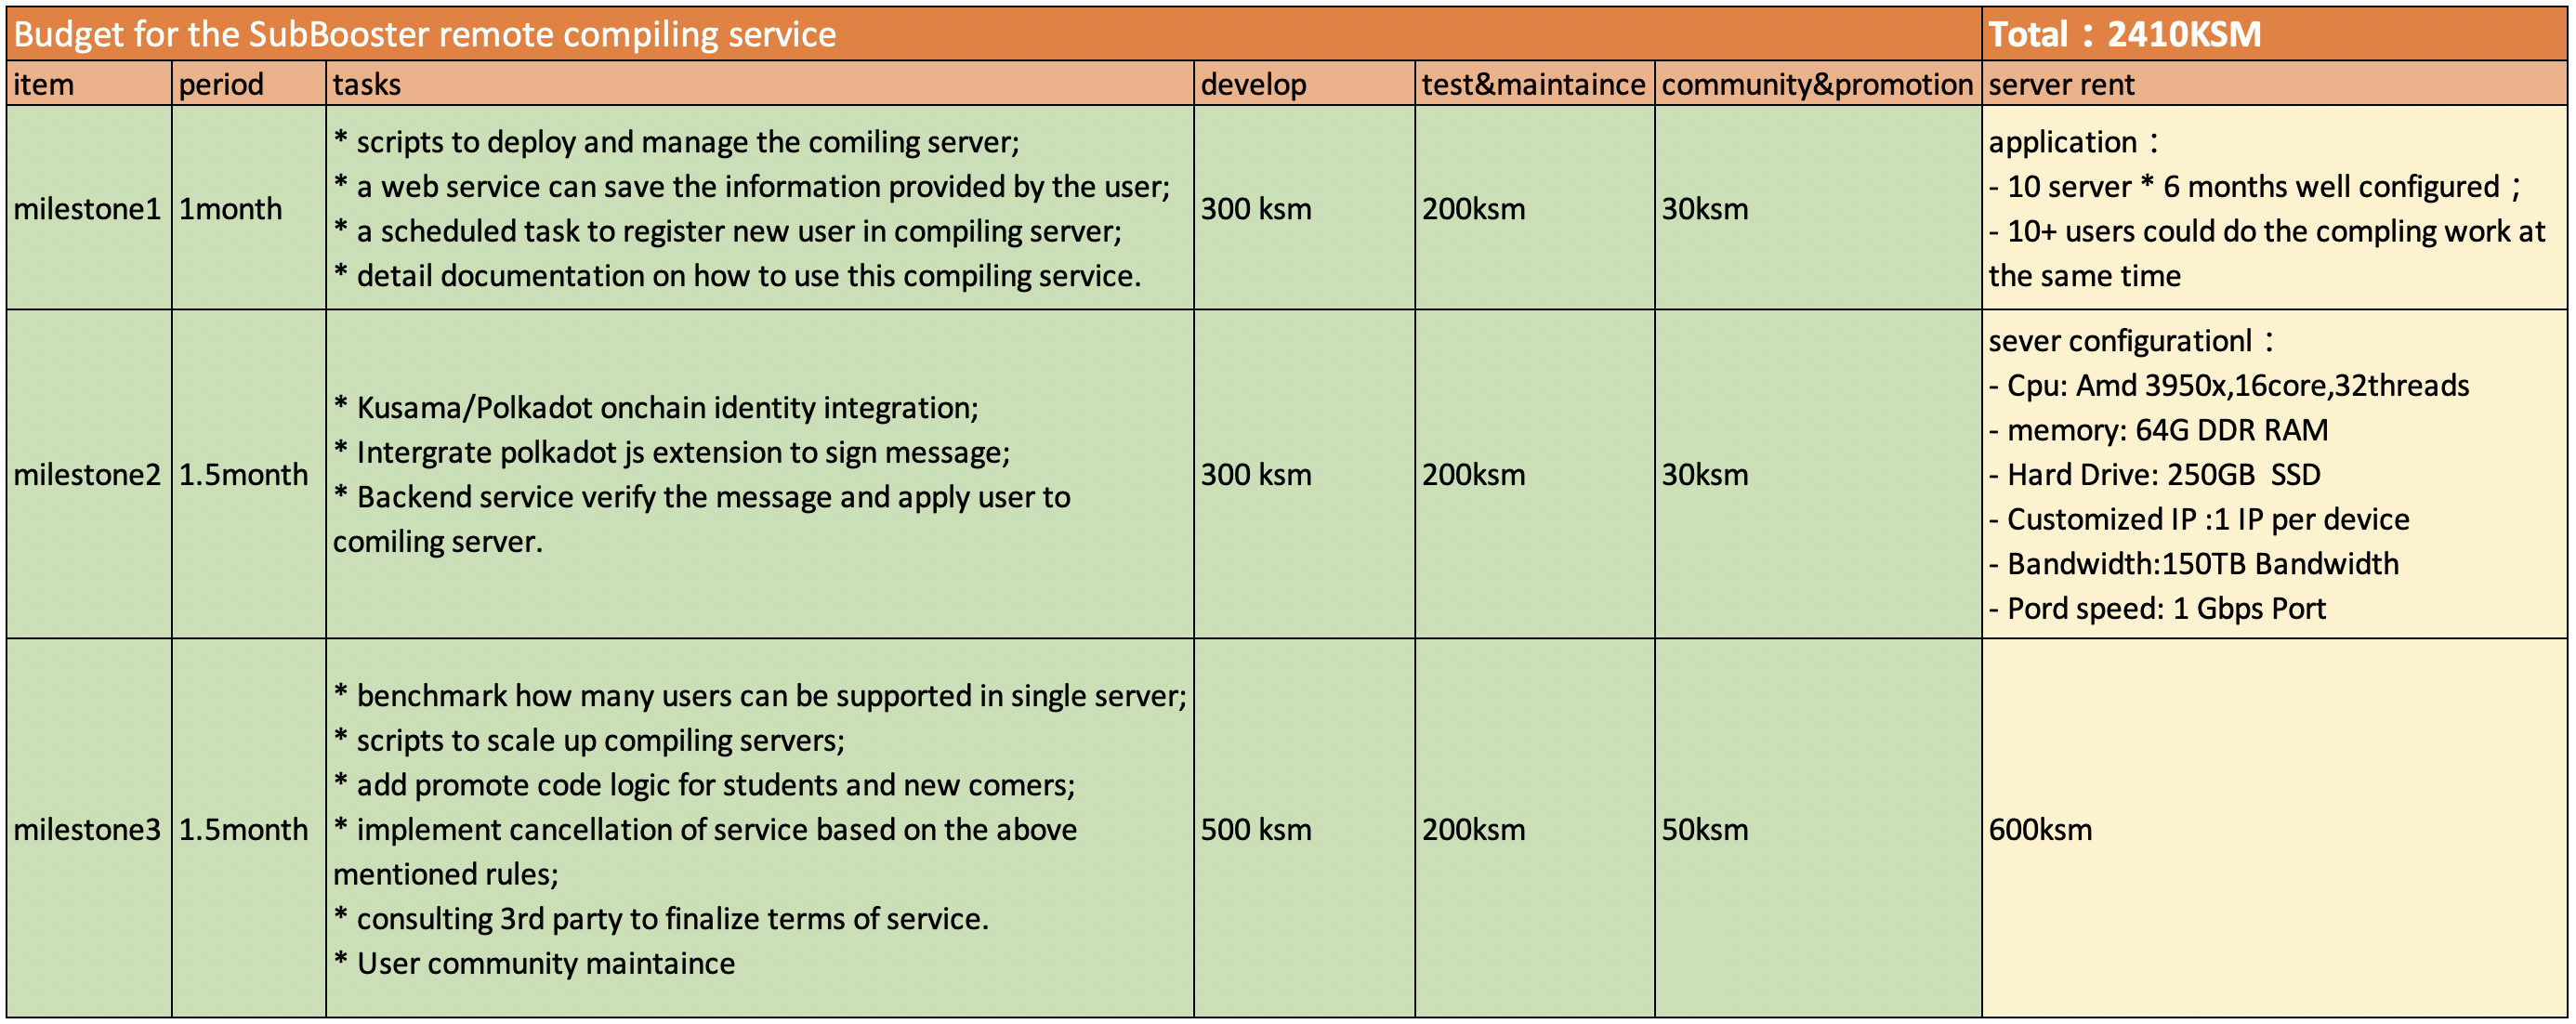 Budget for the SubBooster remote compiling service
Total：2410KSM
item
period
tasks
develop
test&maintaince
community&promotion
server rent
milestone1
1month
* scripts to deploy and manage the comiling server;
* a web service can save the information provided by the user;
* a scheduled task to register new user in compiling server;
* detail documentation on how to use this compiling service.
300 ksm
200ksm
30ksm
application：
- 10 server * 6 months well configured；
- 10+ users could do the compling work at
the same time
milestone2
1.5month
* Kusama/Polkadot onchain identity integration;
* Intergrate polkadot js extension to sign message;
* Backend service verify the message and apply user to
comiling server.
300 ksm
200ksm
30ksm
sever configurationl：
- Cpu: Amd 3950x,16core,32threads
- memory: 64G DDR RAM
- Hard Drive: 250GB  SSD
- Customized IP :1 IP per device
- Bandwidth:150TB Bandwidth
- Pord speed: 1 Gbps Port
milestone3
1.5month
* benchmark how many users can be supported in single server;
* scripts to scale up compiling servers;
* add promote code logic for students and new comers;
* implement cancellation of service based on the above
mentioned rules;
* consulting 3rd party to finalize terms of service.
* User community maintaince
500 ksm
200ksm
50ksm
600ksm